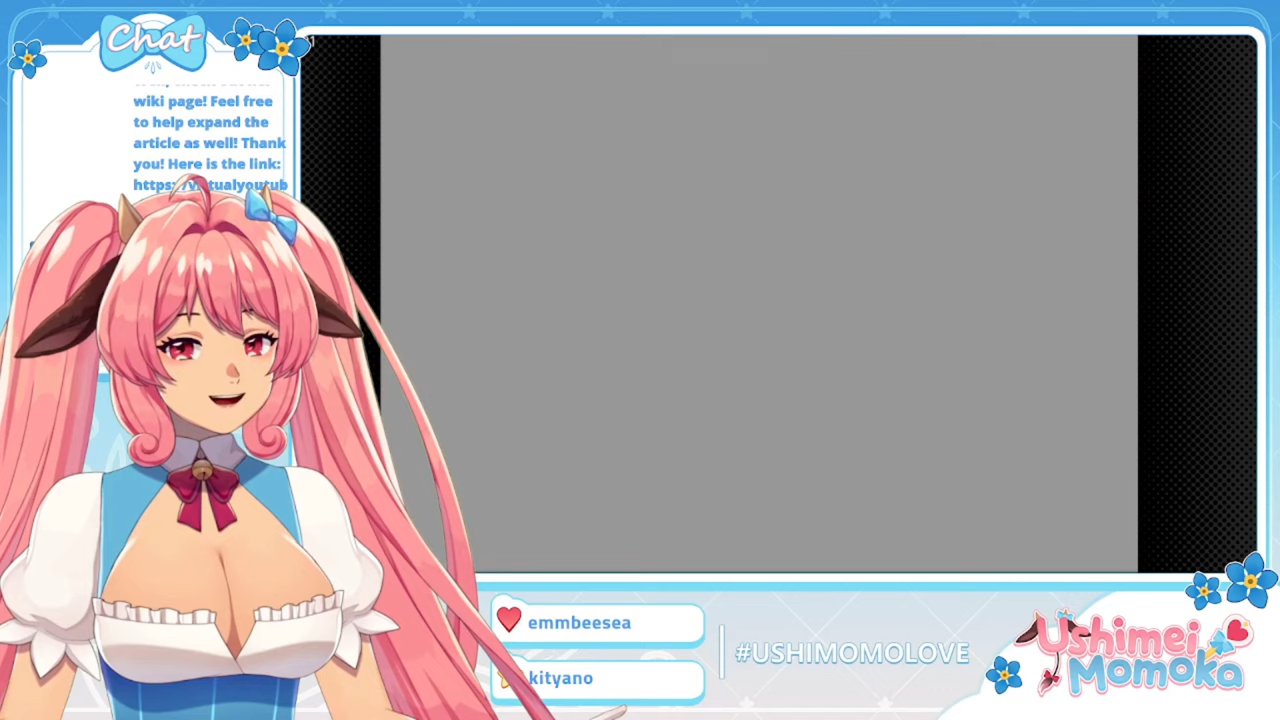 Chat
wiki page! Feel free
to help expand the
article as well! Thank
you! Here is the link:
emmbeesea
kityano
#USHIMOMOLOVE
Ushimei
Momoka